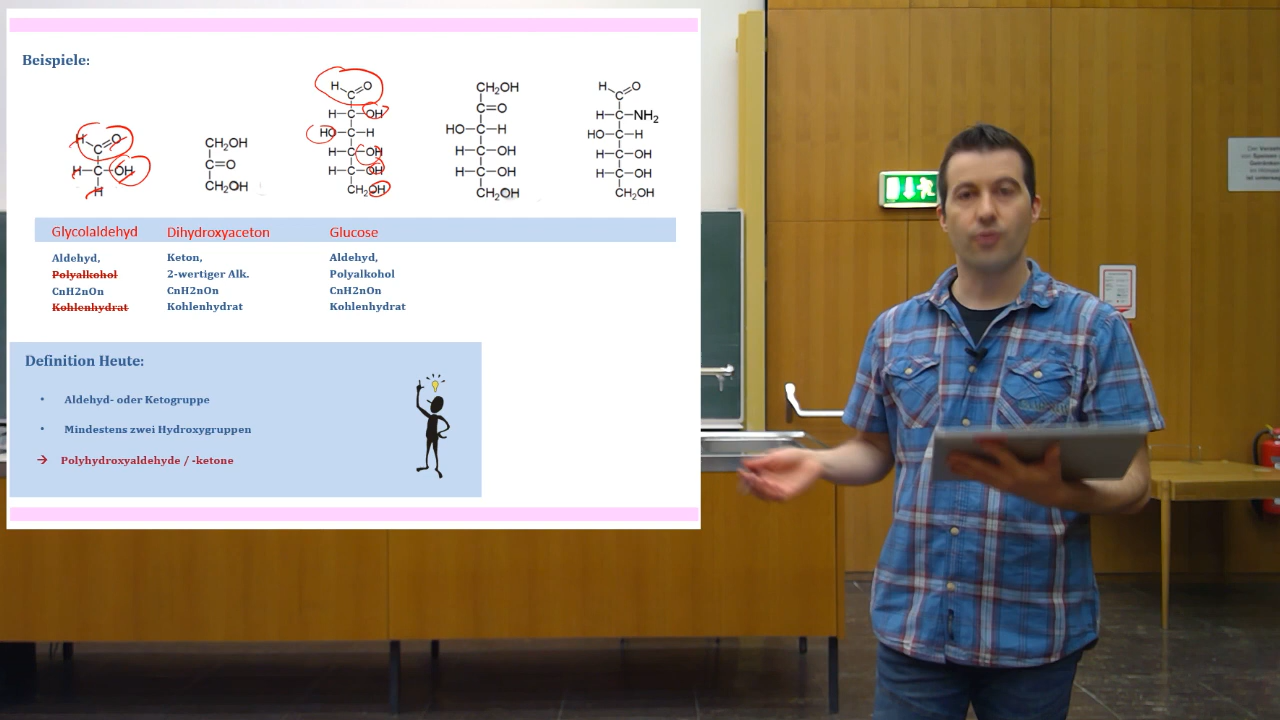 Beispiele:
H O
C
H C OH
H
CH2OH
C=O
CH2OH
H O
C
H C OH
HO C H
H C OH
H C OH
CH2OH
CH2OH
C=O
HO C H
H C OH
H C OH
CH2OH
H O
C
H C NH2
HO C H
H C OH
H C OH
CH2OH
Glycolaldehyd Dihydroxyaceton Glucose
Aldehyd, Keton, Aldehyd,
Polyalkohol 2-wertiger Alk. Polyalkohol
CnH2nOn CnH2nOn CnH2nOn
Kohlenhydrat Kohlenhydrat Kohlenhydrat
Definition Heute:
• Aldehyd- oder Ketogruppe
• Mindestens zwei Hydroxygruppen
→ Polyhydroxyaldehyde / -ketone